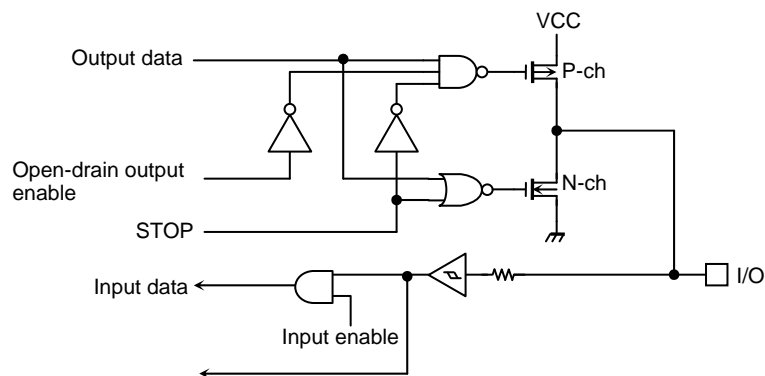 VCC
Output data
P-ch
Open-drain output
enable
N-ch
STOP
Input data
I/O
Input enable